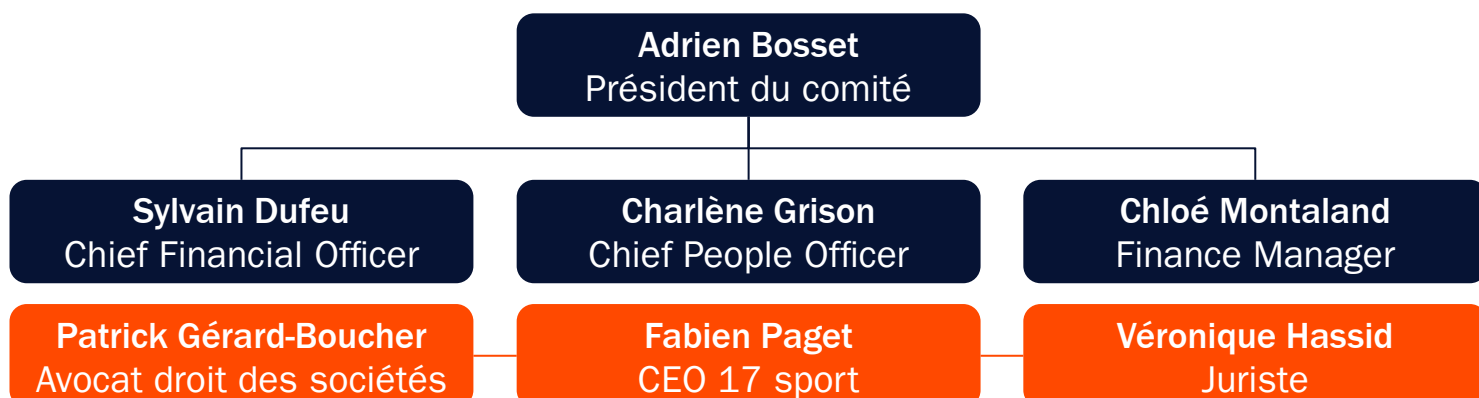 Adrien Bosset
Président du comité
Sylvain Dufeu
Chief Financial Officer
Charlène Grison
Chief People Officer
Chloé Montaland
Finance Manager
Patrick Gérard-Boucher
Avocat droit des sociétés
Fabien Paget
CEO 17 sport
Véronique Hassid
Juriste